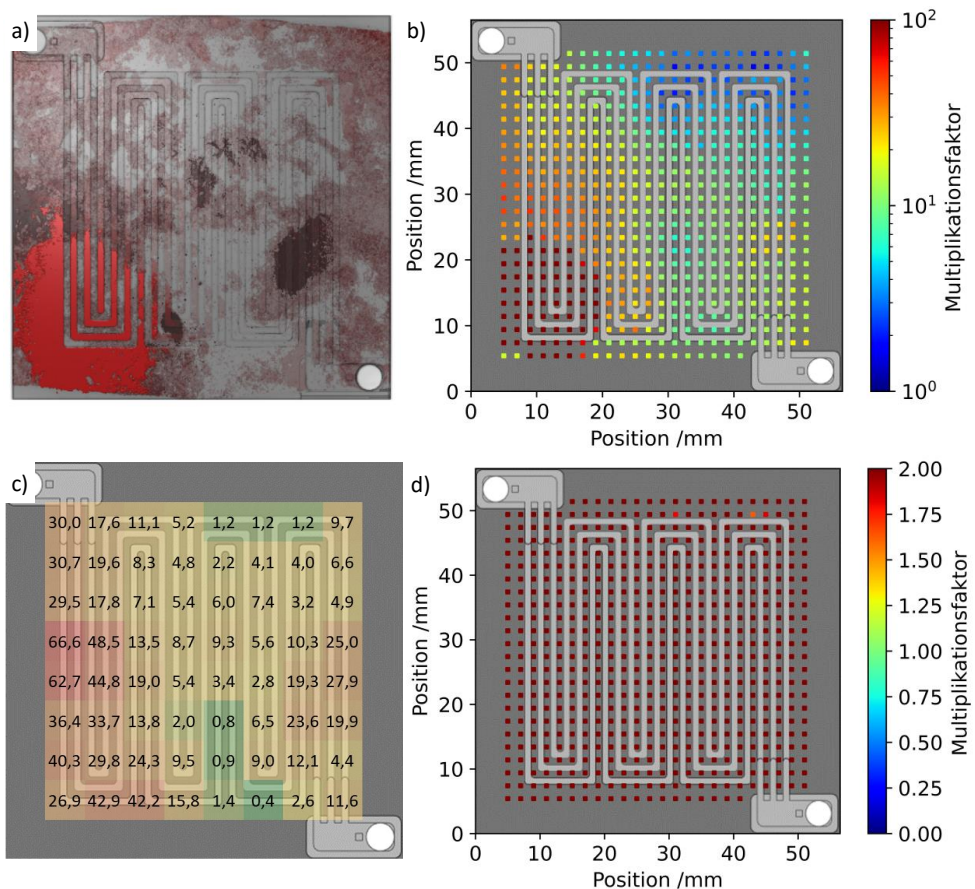 a)
b)
Position /mm
50
40
30
20
10
0
0 10 20 30 40 50
Position /mm
10²
10¹
10⁰
Multiplikationsfaktor
c)
30,0 17,6 11,1 5,2 1,2 1,2 1,2 9,7
30,7 19,6 8,3 4,8 2,2 4,1 4,0 6,6
29,5 17,8 7,1 5,4 6,0 7,4 3,2 4,9
66,6 48,5 13,5 8,7 9,3 5,6 10,3 25,0
62,7 44,8 19,0 5,4 3,4 2,8 19,3 27,9
36,4 33,7 13,8 2,0 0,8 6,5 23,6 19,9
40,3 29,8 24,3 9,5 0,9 9,0 12,1 4,4
26,9 42,9 42,2 15,8 1,4 0,4 2,6 11,6
d)
Position /mm
50
40
30
20
10
0
0 10 20 30 40 50
Position /mm
2.00
1.75
1.50
1.25
1.00
0.75
0.50
0.25
0.00
Multiplikationsfaktor